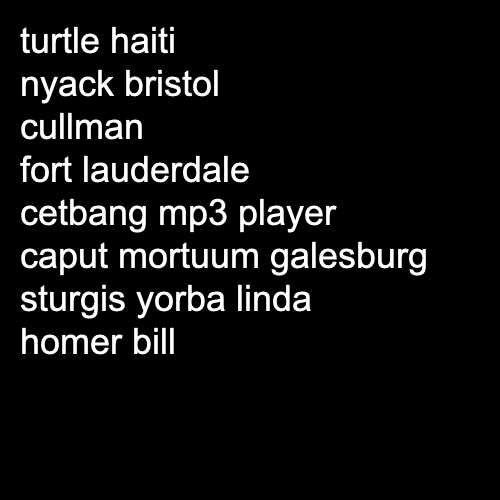 turtle haiti
nyack bristol
cullman
fort lauderdale
cetbang mp3 player
caput mortuum galesburg
sturgis yorba linda
homer bill